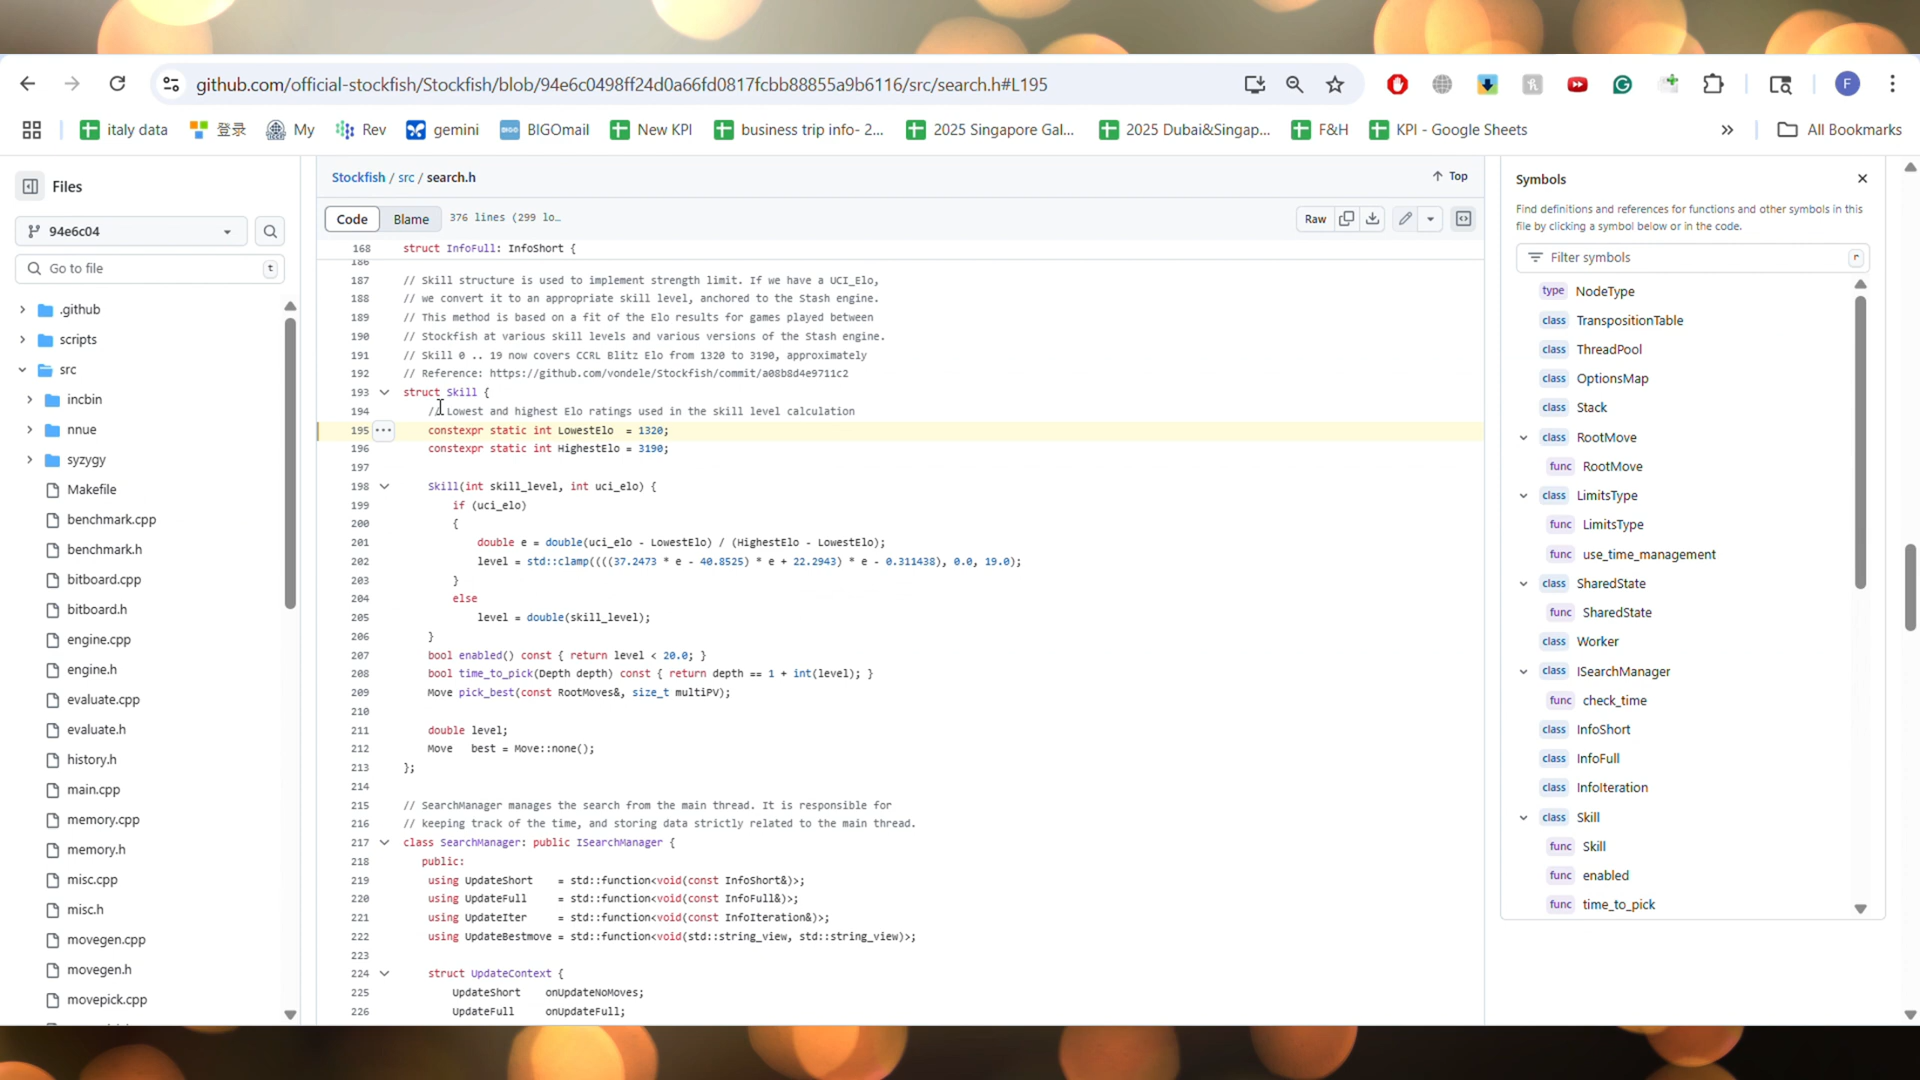 github.com/official-stockfish/Stockfish/blob/94e6c0498ff24d0a66fd0817fcbb88855a9b6116/src/search.h#L195
F
italy data
登录
My
Rev
gemini
BIGOmail
New KPI
business trip info- 2...
2025 Singapore Gal...
2025 Dubai&Singap...
F&H
KPI - Google Sheets
»
All Bookmarks
Files
94e6c04
Go to file
t
.github
scripts
src
incbin
nnue
syzygy
Makefile
benchmark.cpp
benchmark.h
bitboard.cpp
bitboard.h
engine.cpp
engine.h
evaluate.cpp
evaluate.h
history.h
main.cpp
memory.cpp
memory.h
misc.cpp
misc.h
movegen.cpp
movegen.h
movepick.cpp
Stockfish / src / search.h
Top
Code
Blame
376 lines (299 lo…
Raw
168 struct InfoFull: InfoShort {
186
187 // Skill structure is used to implement strength limit. If we have a UCI_Elo,
188 // we convert it to an appropriate skill level, anchored to the Stash engine.
189 // This method is based on a fit of the Elo results for games played between
190 // Stockfish at various skill levels and various versions of the Stash engine.
191 // Skill 0 .. 19 now covers CCRL Blitz Elo from 1320 to 3190, approximately
192 // Reference: https://github.com/vondele/Stockfish/commit/a08b8d4e9711c2
193 struct Skill {
194 // Lowest and highest Elo ratings used in the skill level calculation
195 ••• constexpr static int LowestElo  = 1320;
196 constexpr static int HighestElo = 3190;
197
198 Skill(int skill_level, int uci_elo) {
199 if (uci_elo)
200 {
201 double e = double(uci_elo - LowestElo) / (HighestElo - LowestElo);
202 level = std::clamp((((37.2473 * e - 40.8525) * e + 22.2943) * e - 0.311438), 0.0, 19.0);
203 }
204 else
205 level = double(skill_level);
206 }
207 bool enabled() const { return level < 20.0; }
208 bool time_to_pick(Depth depth) const { return depth == 1 + int(level); }
209 Move pick_best(const RootMoves&, size_t multiPV);
210
211 double level;
212 Move   best = Move::none();
213 };
214
215 // SearchManager manages the search from the main thread. It is responsible for
216 // keeping track of the time, and storing data strictly related to the main thread.
217 class SearchManager: public ISearchManager {
218 public:
219 using UpdateShort    = std::function<void(const InfoShort&)>;
220 using UpdateFull     = std::function<void(const InfoFull&)>;
221 using UpdateIter     = std::function<void(const InfoIteration&)>;
222 using UpdateBestmove = std::function<void(std::string_view, std::string_view)>;
223
224 struct UpdateContext {
225 UpdateShort    onUpdateNoMoves;
226 UpdateFull     onUpdateFull;
Symbols
Find definitions and references for functions and other symbols in this
file by clicking a symbol below or in the code.
Filter symbols
r
type NodeType
class TranspositionTable
class ThreadPool
class OptionsMap
class Stack
class RootMove
func RootMove
class LimitsType
func LimitsType
func use_time_management
class SharedState
func SharedState
class Worker
class ISearchManager
func check_time
class InfoShort
class InfoFull
class InfoIteration
class Skill
func Skill
func enabled
func time_to_pick